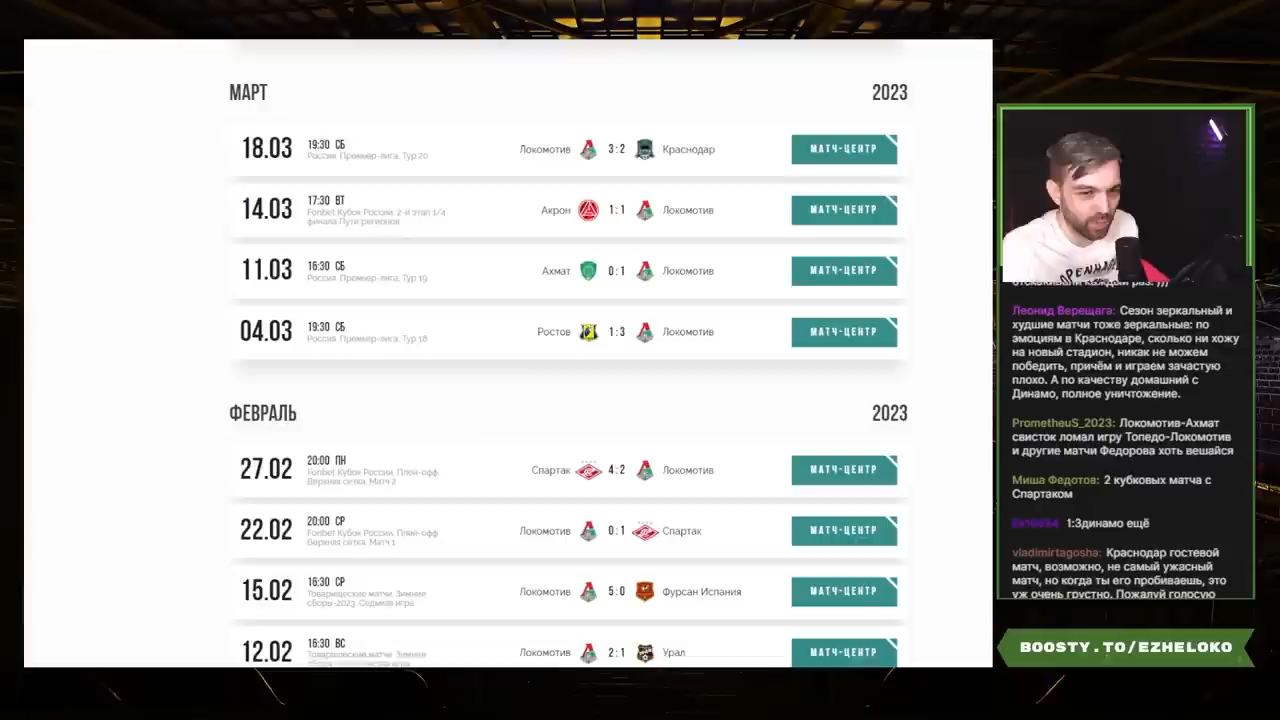 МАРТ
2023
18.03
19:30 СБ
Россия. Премьер-лига. Тур 20
Локомотив 3 : 2 Краснодар
МАТЧ-ЦЕНТР
14.03
17:30 ВТ
Fonbet Кубок России. 2-й этап 1/4
финала Пути регионов
Акрон 1 : 1 Локомотив
МАТЧ-ЦЕНТР
11.03
16:30 СБ
Россия. Премьер-лига. Тур 19
Ахмат 0 : 1 Локомотив
МАТЧ-ЦЕНТР
04.03
19:30 СБ
Россия. Премьер-лига. Тур 18
Ростов 1 : 3 Локомотив
МАТЧ-ЦЕНТР
ФЕВРАЛЬ
2023
27.02
20:00 ПН
Fonbet Кубок России. Плей-офф.
Верхняя сетка. Матч 2
Спартак 4 : 2 Локомотив
МАТЧ-ЦЕНТР
22.02
20:00 СР
Fonbet Кубок России. Плей-офф.
Верхняя сетка. Матч 1
Локомотив 0 : 1 Спартак
МАТЧ-ЦЕНТР
15.02
16:30 СР
Товарищеские матчи. Зимние
сборы-2023. Седьмая игра
Локомотив 5 : 0 Фурсан Испания
МАТЧ-ЦЕНТР
12.02
16:30 ВС
Товарищеские матчи. Зимние
Локомотив 2 : 1 Урал
МАТЧ-ЦЕНТР
OPENH
отскакивали каждый раз. )))
Леонид Верещага: Сезон зеркальный и
худшие матчи тоже зеркальные: по
эмоциям в Краснодаре, сколько ни хожу
на новый стадион, никак не можем
победить, причём и играем зачастую
плохо. А по качеству домашний с
Динамо, полное уничтожение.
PrometheuS_2023: Локомотив-Ахмат
свисток ломал игру Топедо-Локомотив
и другие матчи Федорова хоть вешайся
Миша Федотов: 2 кубковых матча с
Спартаком
1:3динамо ещё
vladimirtagosha: Краснодар гостевой
матч, возможно, не самый ужасный
матч, но когда ты его пробиваешь, это
уж очень грустно. Пожалуй голосую
BOOSTY.TO/EZHELOKO